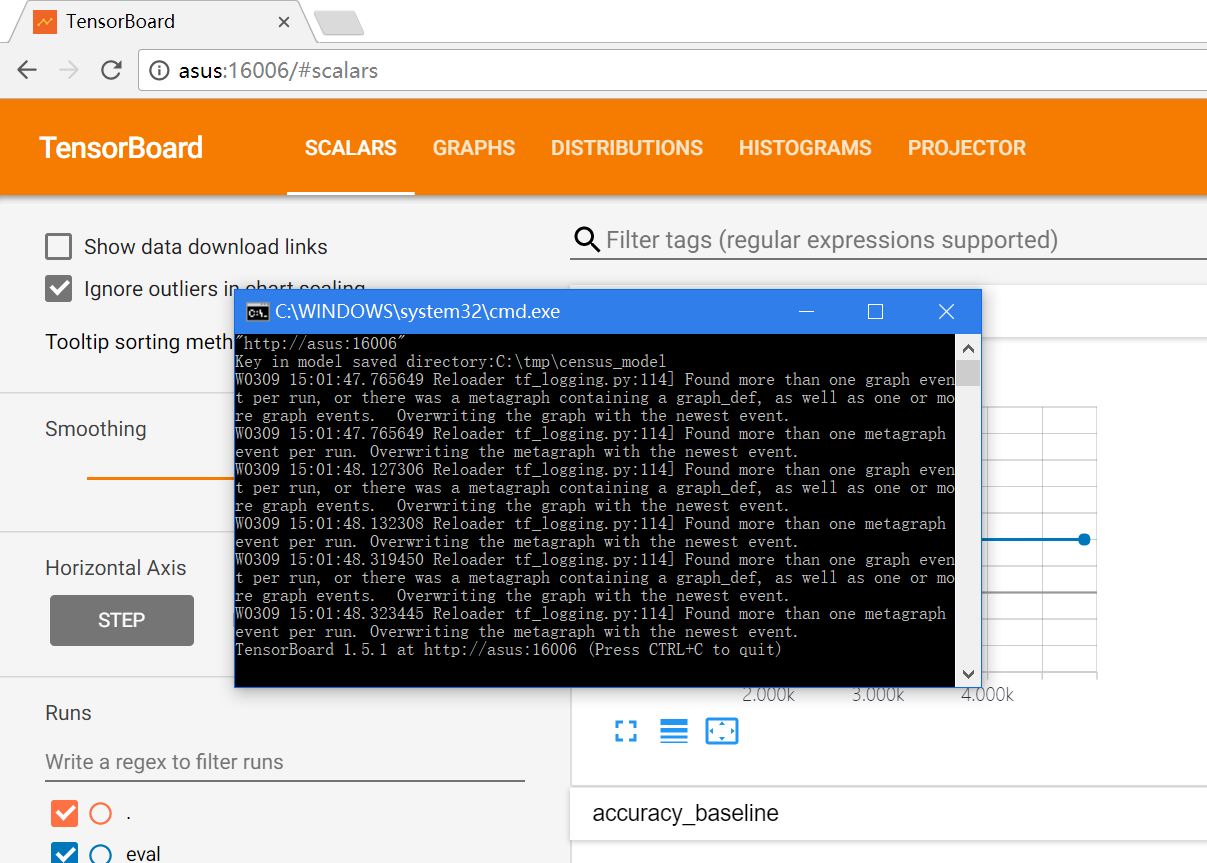 TensorBoard
asus:16006/#scalars
TensorBoard SCALARS GRAPHS DISTRIBUTIONS HISTOGRAMS PROJECTOR
Show data download links
Filter tags (regular expressions supported)
Ignore outliers in chart scaling
Tooltip sorting meth
C:\WINDOWS\system32\cmd.exe
"http://asus:16006"
Key in model saved directory:C:\tmp\census_model
W0309 15:01:47.765649 Reloader tf_logging.py:114] Found more than one graph even
t per run, or there was a metagraph containing a graph_def, as well as one or mo
re graph events.  Overwriting the graph with the newest event.
W0309 15:01:47.765649 Reloader tf_logging.py:114] Found more than one metagraph
event per run. Overwriting the metagraph with the newest event.
W0309 15:01:48.127306 Reloader tf_logging.py:114] Found more than one graph even
t per run, or there was a metagraph containing a graph_def, as well as one or mo
re graph events.  Overwriting the graph with the newest event.
W0309 15:01:48.132308 Reloader tf_logging.py:114] Found more than one metagraph
event per run. Overwriting the metagraph with the newest event.
W0309 15:01:48.319450 Reloader tf_logging.py:114] Found more than one graph even
t per run, or there was a metagraph containing a graph_def, as well as one or mo
re graph events.  Overwriting the graph with the newest event.
W0309 15:01:48.323445 Reloader tf_logging.py:114] Found more than one metagraph
event per run. Overwriting the metagraph with the newest event.
TensorBoard 1.5.1 at http://asus:16006 (Press CTRL+C to quit)
Smoothing
Horizontal Axis
STEP
2.000k 3.000k 4.000k
Runs
Write a regex to filter runs
.
eval
accuracy_baseline